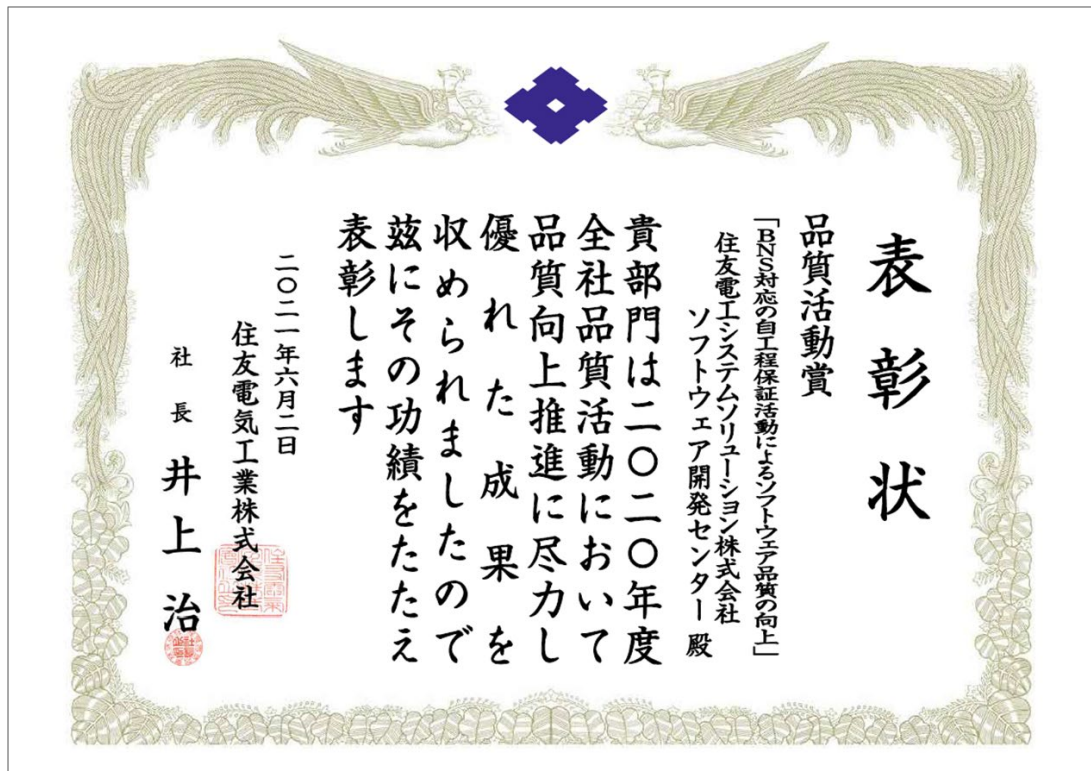 表彰状
品質活動賞
「BNS対応の自工程保証活動によるソフトウェア品質の向上」
住友電工システムソリューション株式会社
ソフトウェア開発センター 殿
貴部門は二〇二〇年度
全社品質活動において
品質向上推進に尽力し
優れた成果を
収められましたので
茲にその功績をたたえ
表彰します
二〇二一年六月二日
住友電気工業株式会社
社長 井上治